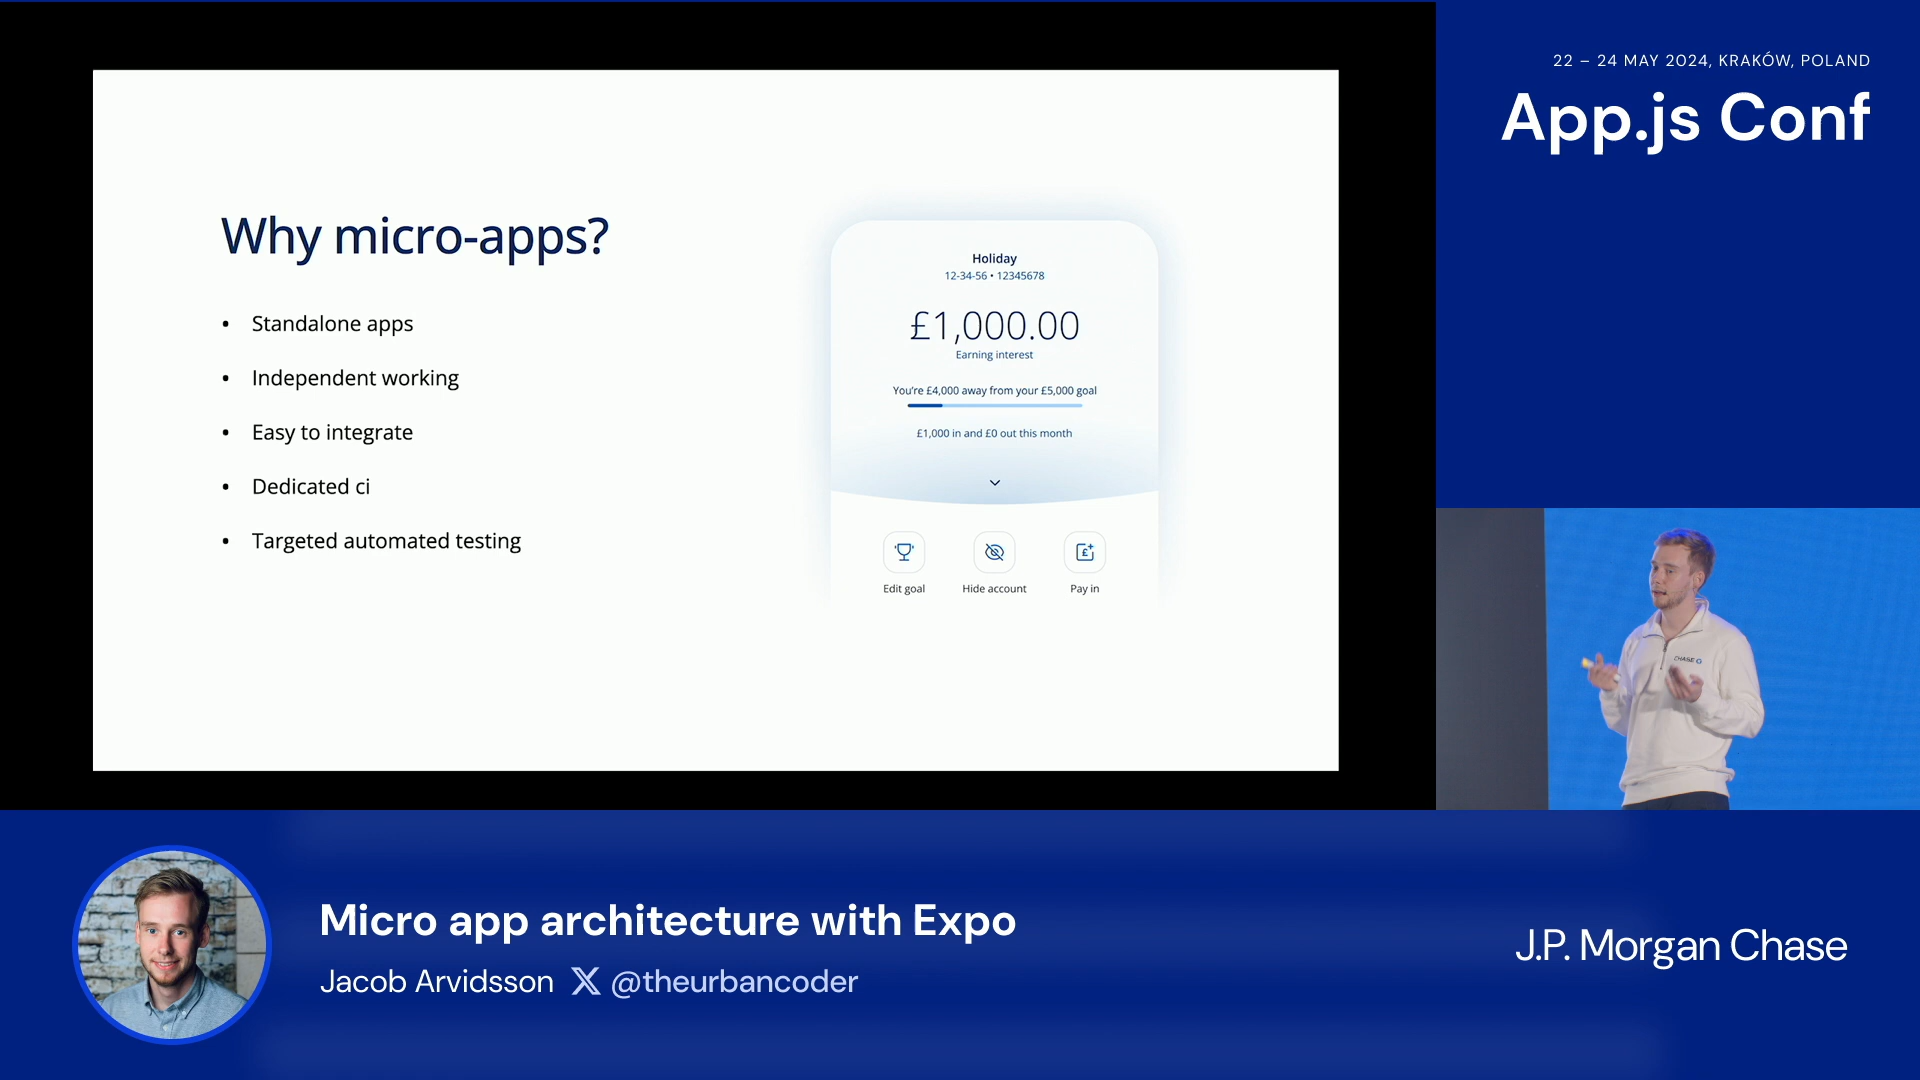 22 – 24 MAY 2024, KRAKÓW, POLAND
App.js Conf
Why micro-apps?
• Standalone apps
• Independent working
• Easy to integrate
• Dedicated ci
• Targeted automated testing
Holiday
12-34-56 • 12345678
£1,000.00
Earning interest
You're £4,000 away from your £5,000 goal
£1,000 in and £0 out this month
Edit goal
Hide account
Pay in
CHASE
Micro app architecture with Expo
Jacob Arvidsson X @theurbancoder
J.P. Morgan Chase